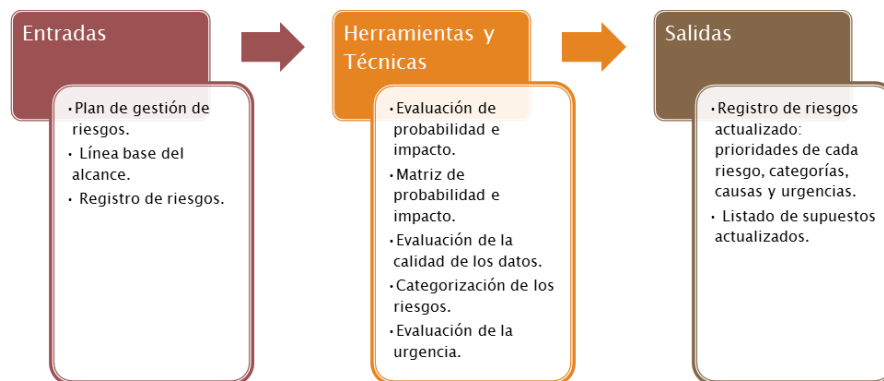 Entradas
·Plan de gestión de
riesgos.
· Línea base del
alcance.
· Registro de riesgos.
Herramientas y
Técnicas
·Evaluación de
probabilidad e
impacto.
·Matriz de
probabilidad e
impacto.
·Evaluación de la
calidad de los datos.
·Categorización de los
riesgos.
·Evaluación de la
urgencia.
Salidas
·Registro de riesgos
actualizado:
prioridades de cada
riesgo, categorías,
causas y urgencias.
· Listado de supuestos
actualizados.